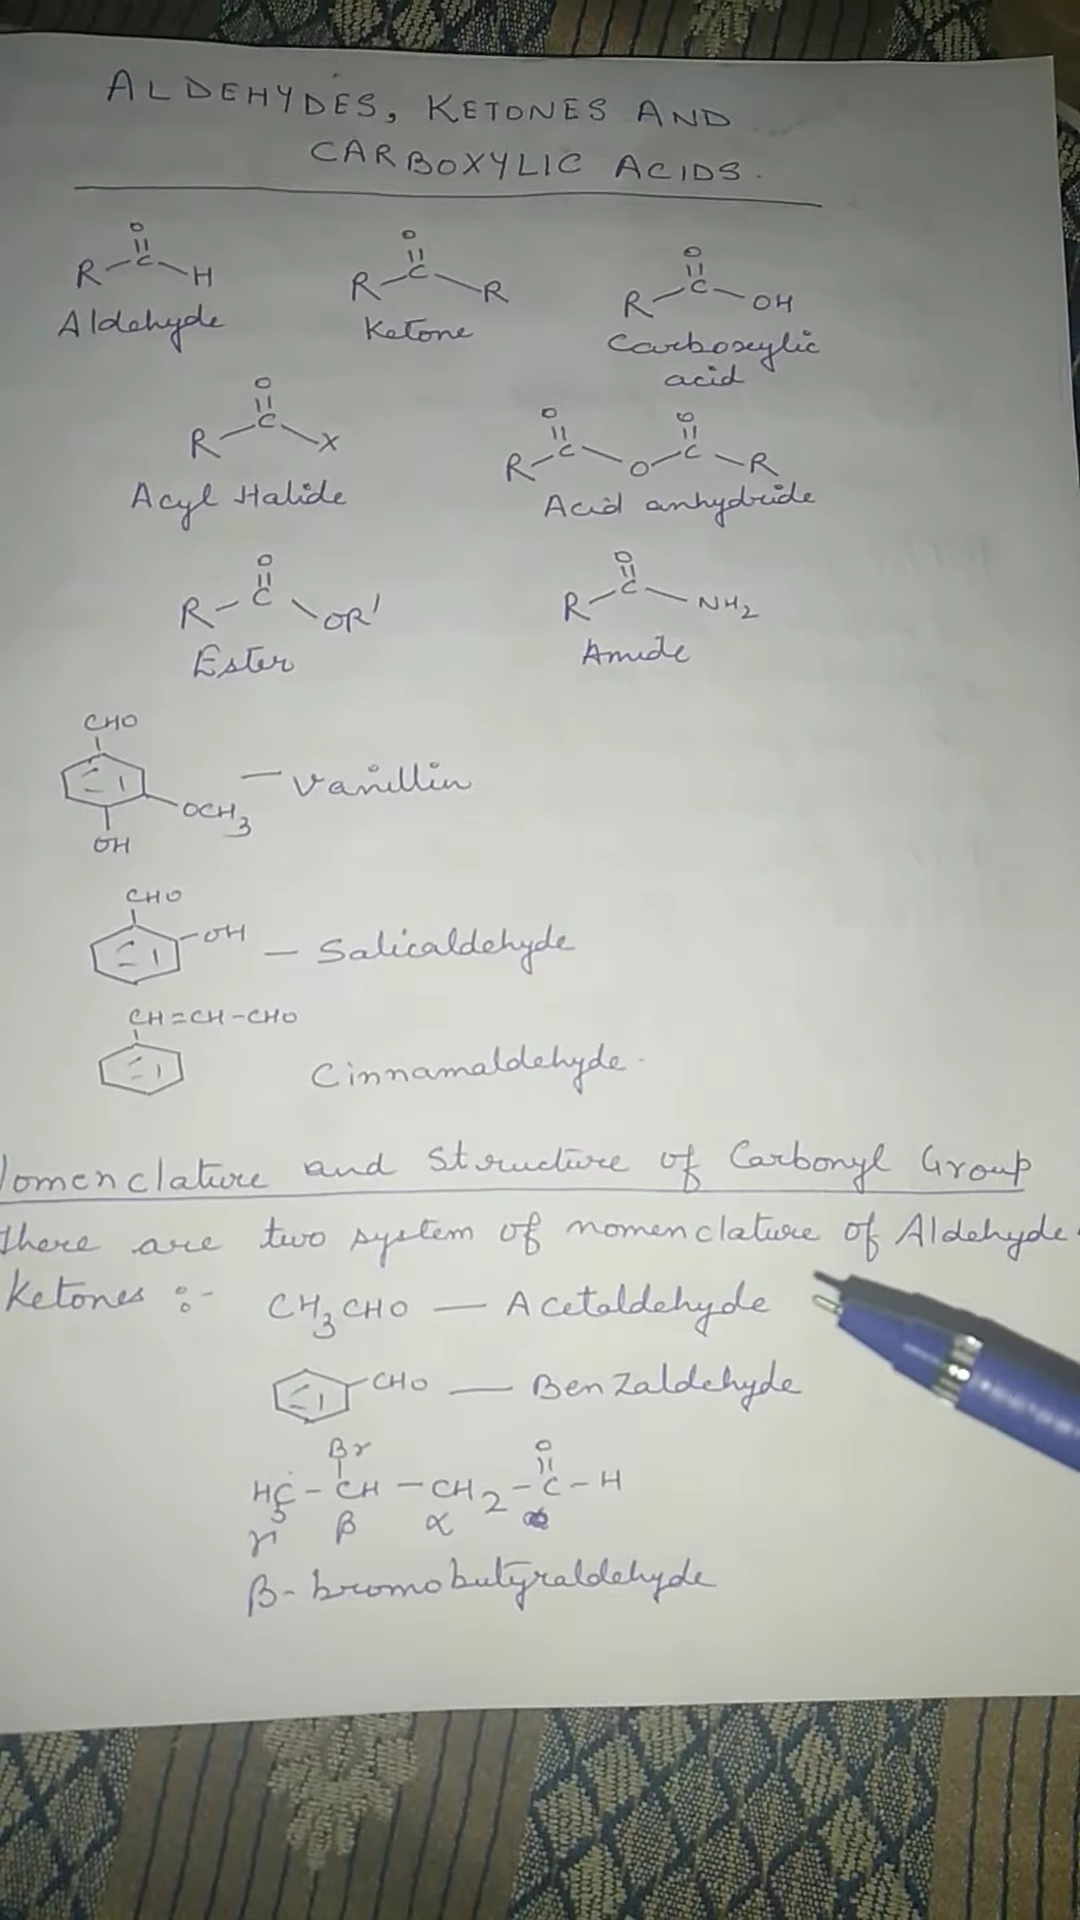 ALDEHYDES, KETONES AND
CARBOXYLIC ACIDS.
O O O
R-C-H R-C-R R-C-OH
Aldehyde Ketone Carboxylic
acid
O O O
R-C-X R-C-O-C-R
Acyl Halide Acid anhydride
O O
R-C-OR' R-C-NH2
Ester Amide
CHO
— Vanillin
OCH3
OH
CHO
OH — Salicaldehyde
CH=CH-CHO
Cinnamaldehyde.
Nomenclature and Structure of Carbonyl Group
There are two system of nomenclature of Aldehyde
Ketones :- CH3CHO — Acetaldehyde
CHO — Benzaldehyde
Br O
H3C-CH-CH2-C-H
γ β α
β-bromobutyraldehyde